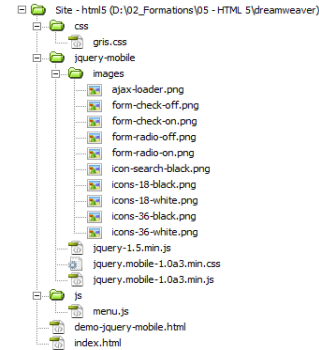 Site - html5 (D:\02_Formations\05 - HTML 5\dreamweaver)
css
gris.css
jquery-mobile
images
ajax-loader.png
form-check-off.png
form-check-on.png
form-radio-off.png
form-radio-on.png
icon-search-black.png
icons-18-black.png
icons-18-white.png
icons-36-black.png
icons-36-white.png
jquery-1.5.min.js
jquery.mobile-1.0a3.min.css
jquery.mobile-1.0a3.min.js
js
menu.js
demo-jquery-mobile.html
index.html